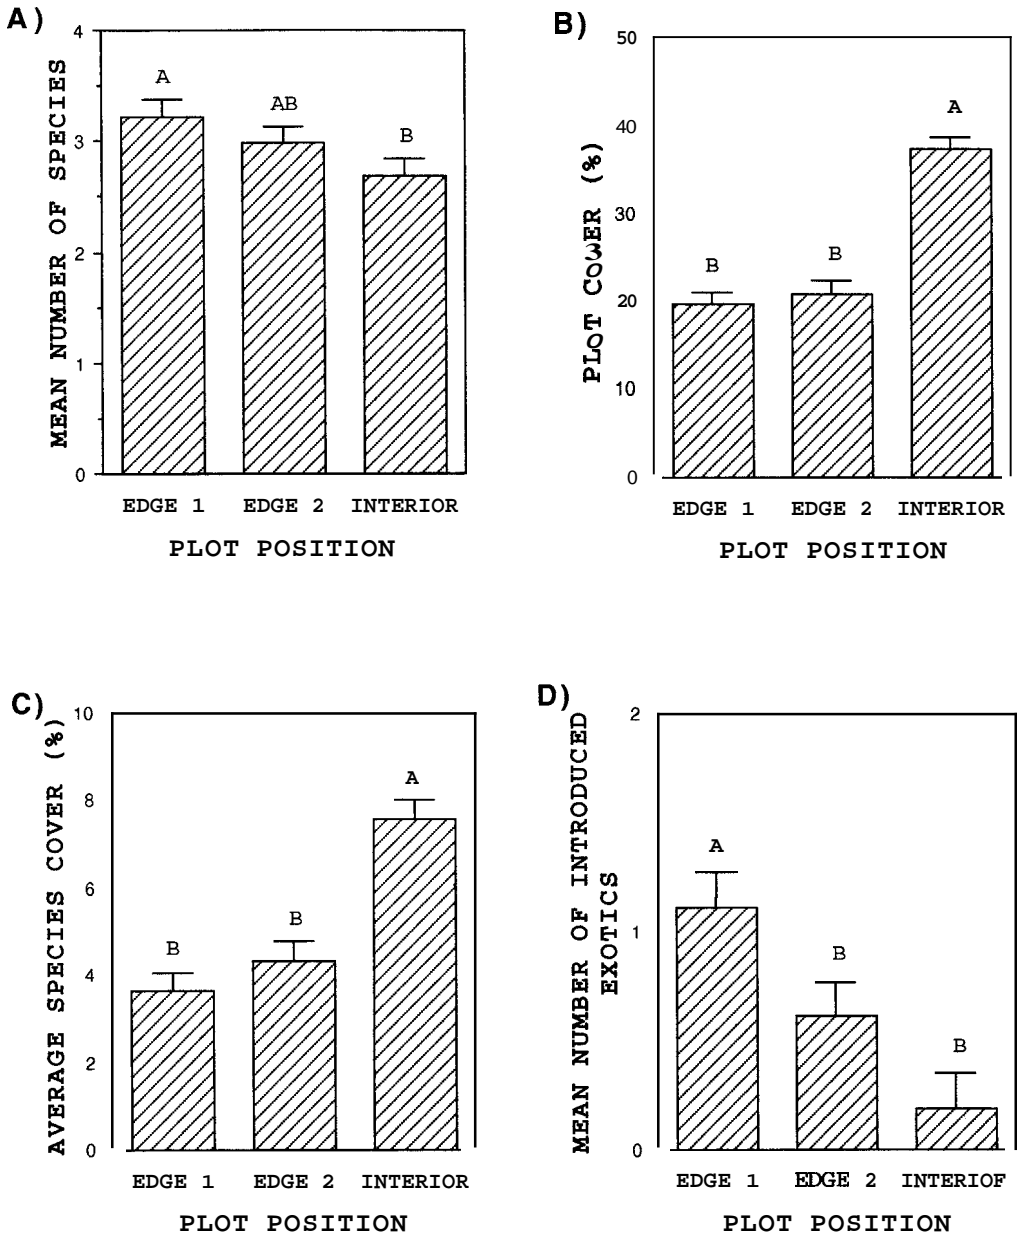 A)
MEAN NUMBER OF SPECIES
4
3
2
1
0
A
AB
B
EDGE 1 EDGE 2 INTERIOR
PLOT POSITION
B)
PLOT COVER (%)
50
40
30
20
10
0
B
B
A
EDGE 1 EDGE 2 INTERIOR
PLOT POSITION
C)
AVERAGE SPECIES COVER (%)
10
8
6
4
2
0
B
B
A
EDGE 1 EDGE 2 INTERIOR
PLOT POSITION
D)
MEAN NUMBER OF INTRODUCED
EXOTICS
2
1
0
A
B
B
EDGE 1 EDGE 2 INTERIOF
PLOT POSITION